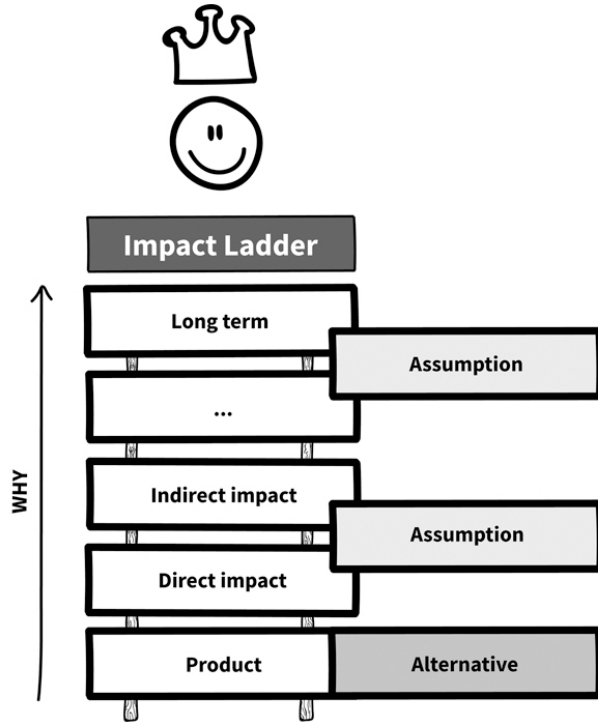 Impact Ladder
Long term
Assumption
...
WHY
Indirect impact
Assumption
Direct impact
Product
Alternative